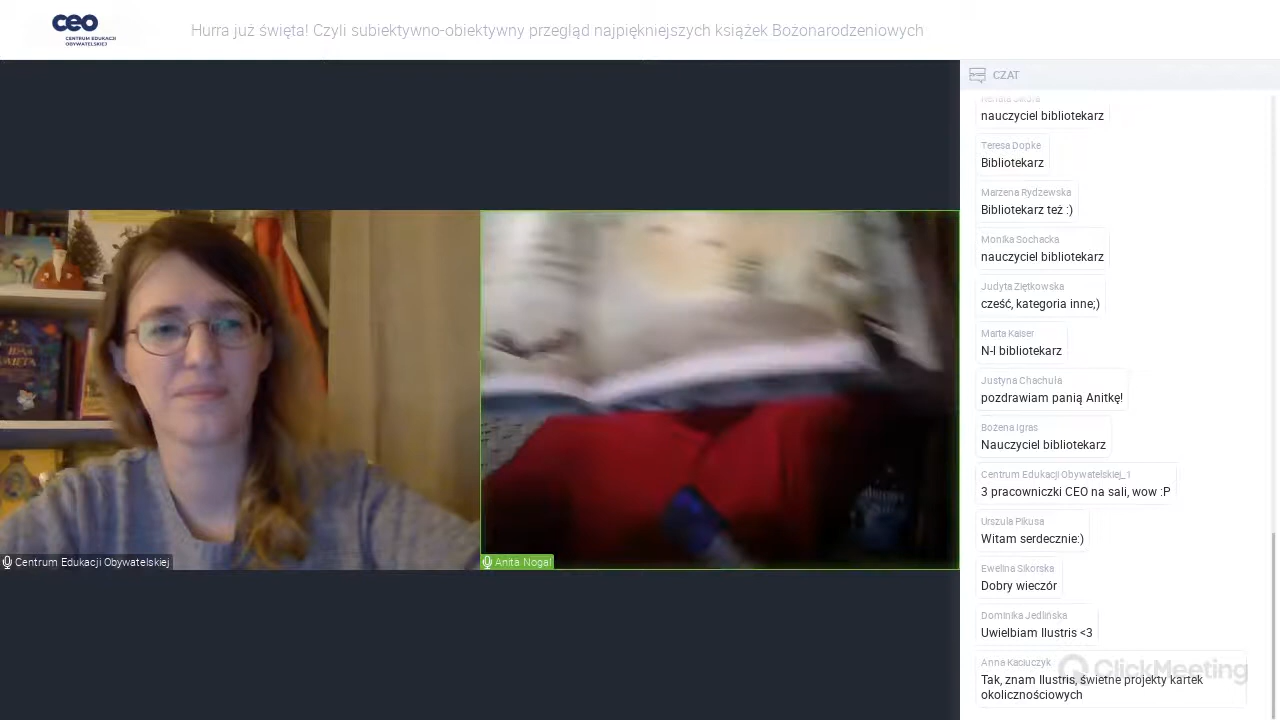 ceo
CENTRUM EDUKACJI
OBYWATELSKIEJ
Hurra już święta! Czyli subiektywno-obiektywny przegląd najpiękniejszych książek Bożonarodzeniowych
CZAT
nauczyciel bibliotekarz
Teresa Dopke
Bibliotekarz
Marzena Rydzewska
Bibliotekarz też :)
Monika Sochacka
nauczyciel bibliotekarz
Judyta Ziętkowska
cześć, kategoria inne;)
Marta Kaiser
N-l bibliotekarz
Justyna Chachuła
pozdrawiam panią Anitkę!
Bożena Igras
Nauczyciel bibliotekarz
Centrum Edukacji Obywatelskiej_1
3 pracowniczki CEO na sali, wow :P
Urszula Pikusa
Witam serdecznie:)
Ewelina Sikorska
Dobry wieczór
Dominika Jedlińska
Uwielbiam Ilustris <3
Anna Kaciuczyk
Tak, znam Ilustris, świetne projekty kartek
okolicznościowych
ClickMeeting
Centrum Edukacji Obywatelskiej
Anita Nogal